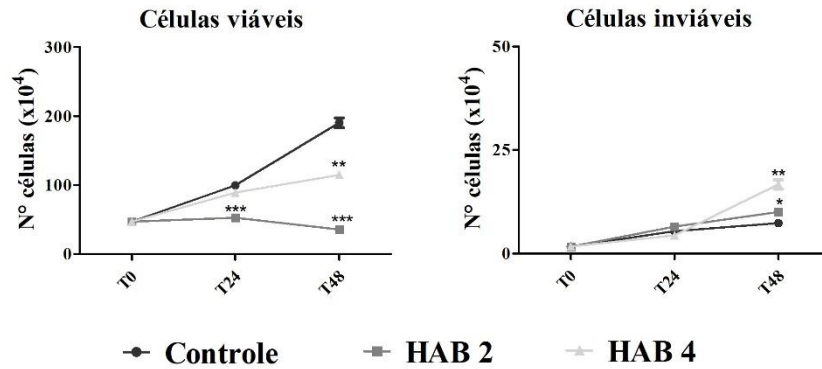 Células viáveis
N° células (x10⁴)
300
200
100
0
**
***
***
T0
T24
T48
Células inviáveis
N° células (x10⁴)
50
25
0
**
*
T0
T24
T48
Controle
HAB 2
HAB 4